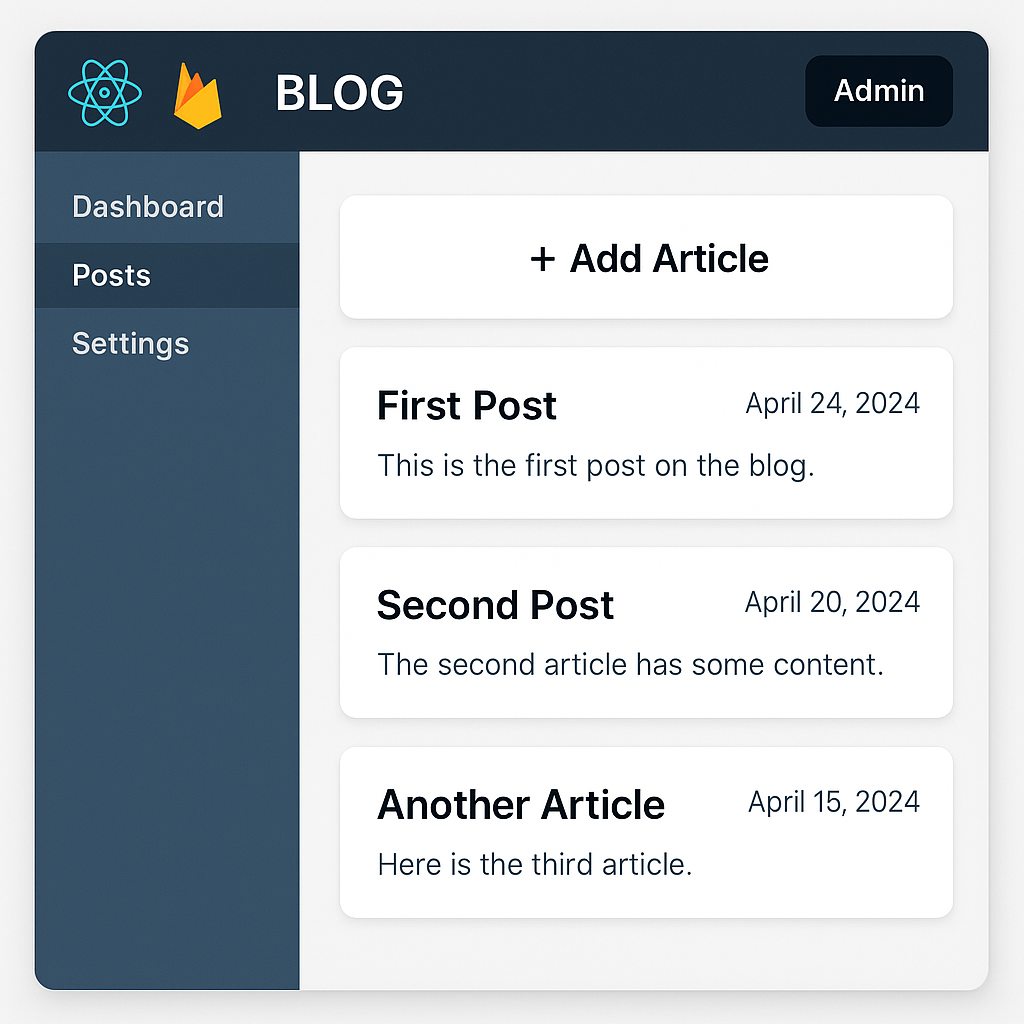 BLOG
Admin
Dashboard
Posts
Settings
+ Add Article
First Post
April 24, 2024
This is the first post on the blog.
Second Post
April 20, 2024
The second article has some content.
Another Article
April 15, 2024
Here is the third article.